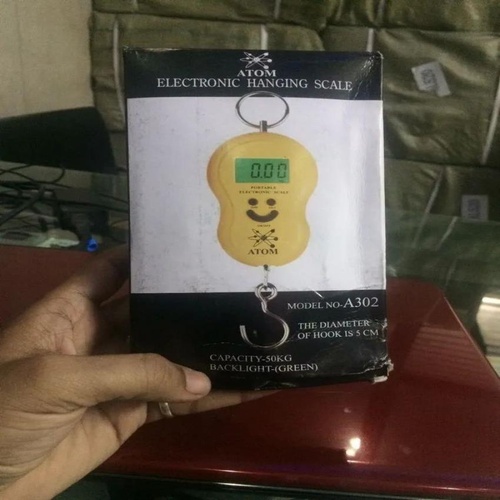 ATOM
ELECTRONIC HANGING SCALE
0.00
PORTABLE
ELECTRONIC SCALE
ATOM
MODEL NO-A302
THE DIAMETER
OF HOOK IS 5 CM
CAPACITY-50KG
BACKLIGHT-(GREEN)